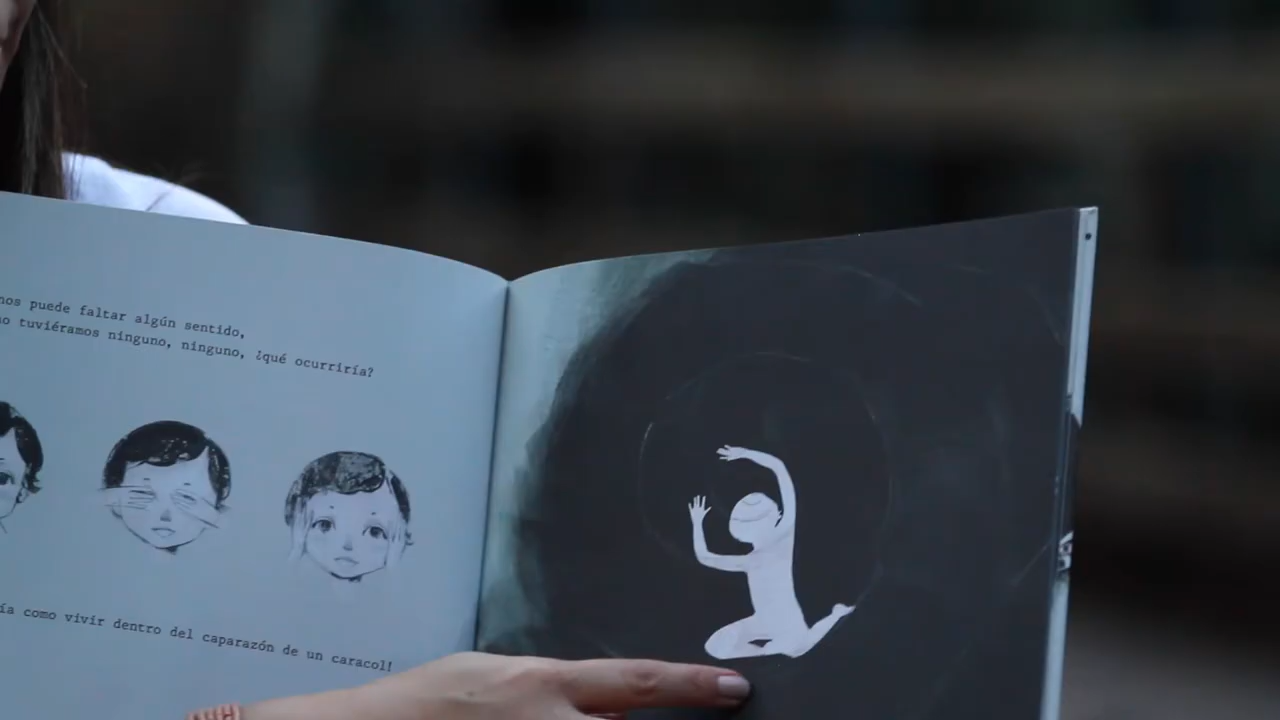 nos puede faltar algún sentido,
no tuviéramos ninguno, ninguno, ¿qué ocurriría?
ía como vivir dentro del caparazón de un caracol!